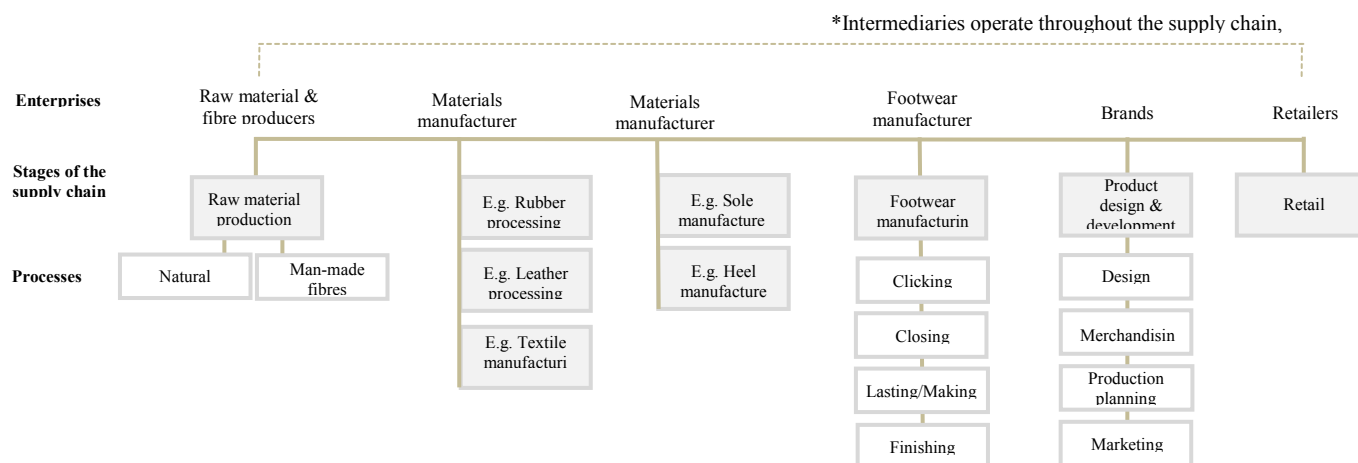 *Intermediaries operate throughout the supply chain,
Enterprises
Raw material &
fibre producers
Materials
manufacturer
Materials
manufacturer
Footwear
manufacturer
Brands
Retailers
Stages of the
supply chain
Raw material
production
E.g. Rubber
processing
E.g. Sole
manufacture
Footwear
manufacturin
Product
design &
development
Retail
Processes
Natural
Man-made
fibres
E.g. Leather
processing
E.g. Heel
manufacture
Clicking
Design
E.g. Textile
manufacturi
Closing
Merchandisin
Lasting/Making
Production
planning
Finishing
Marketing